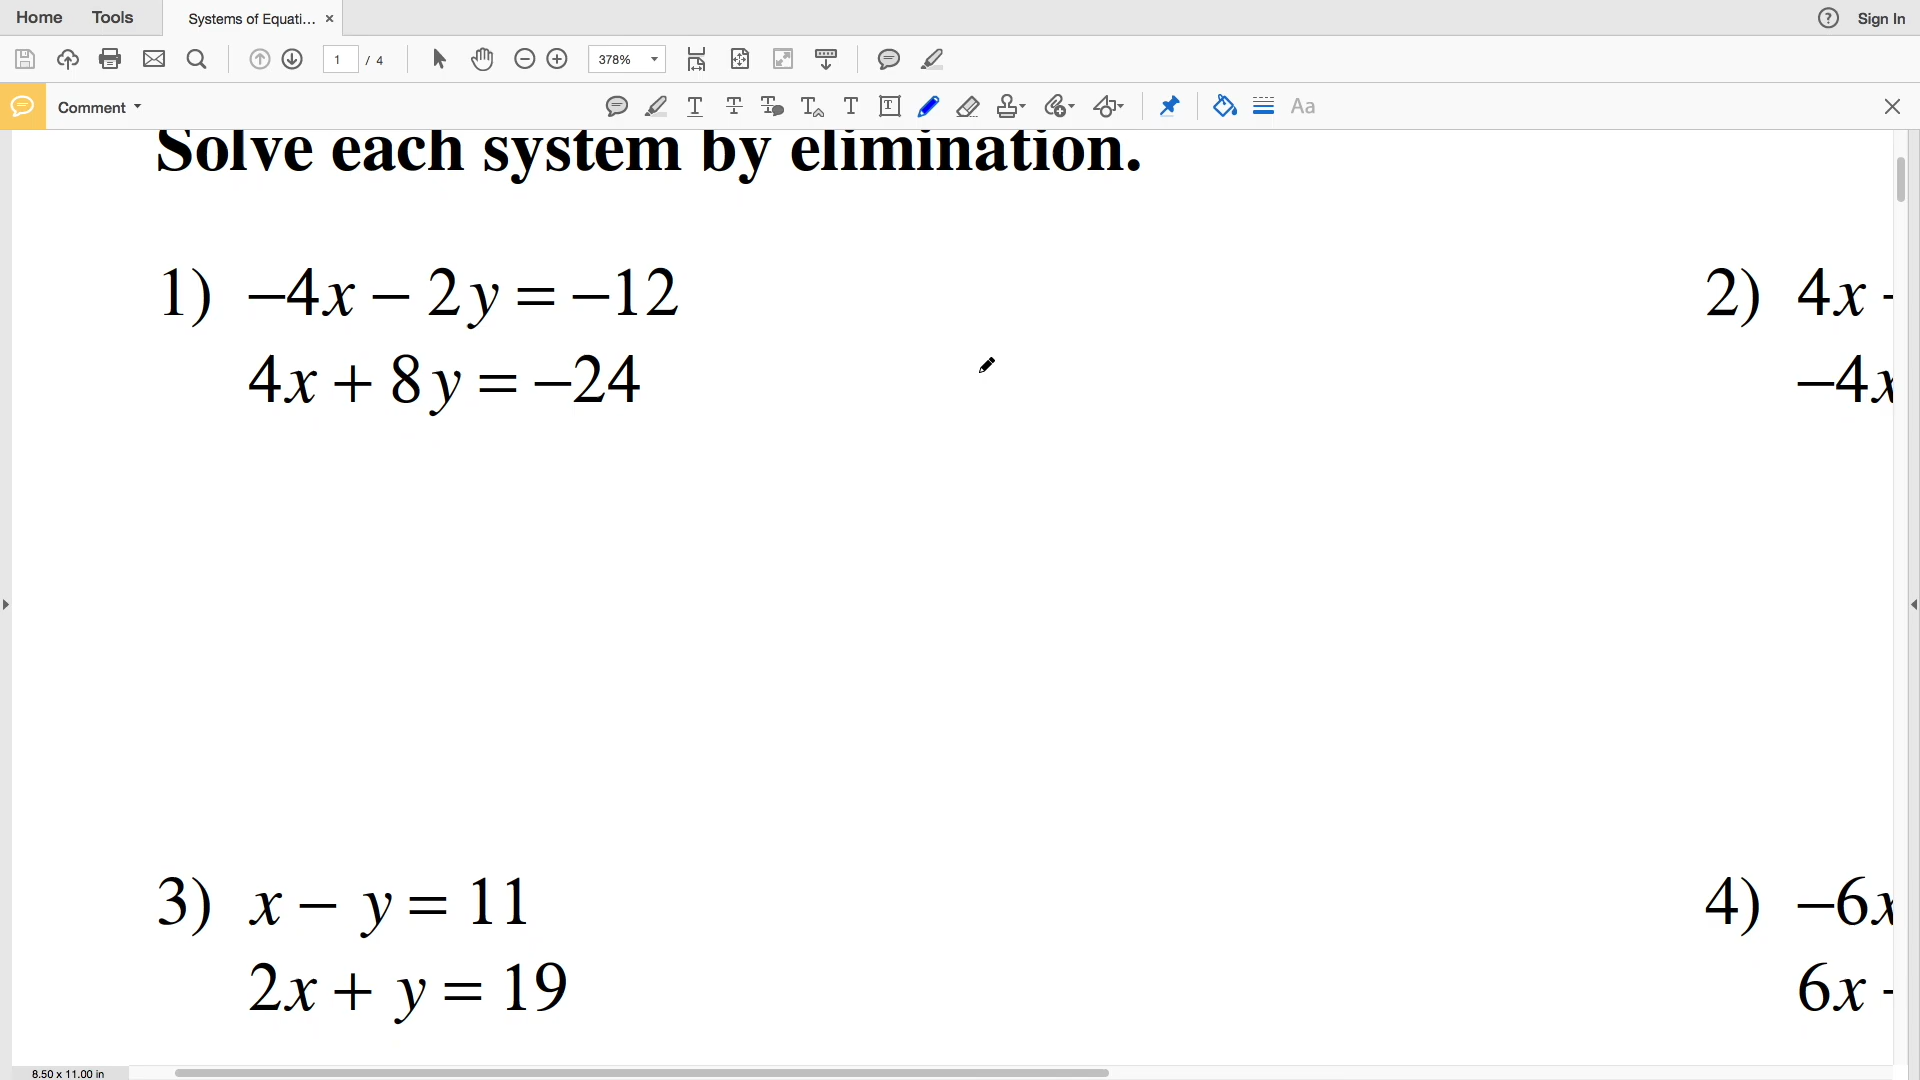 Home Tools Systems of Equati... × ? Sign In
1 / 4 378%
Comment T T T T T T Aa
Solve each system by elimination.
1) −4x − 2y = −12
4x + 8y = −24
2) 4x -
−4x
3) x − y = 11
2x + y = 19
4) −6x
6x -
8.50 x 11.00 in